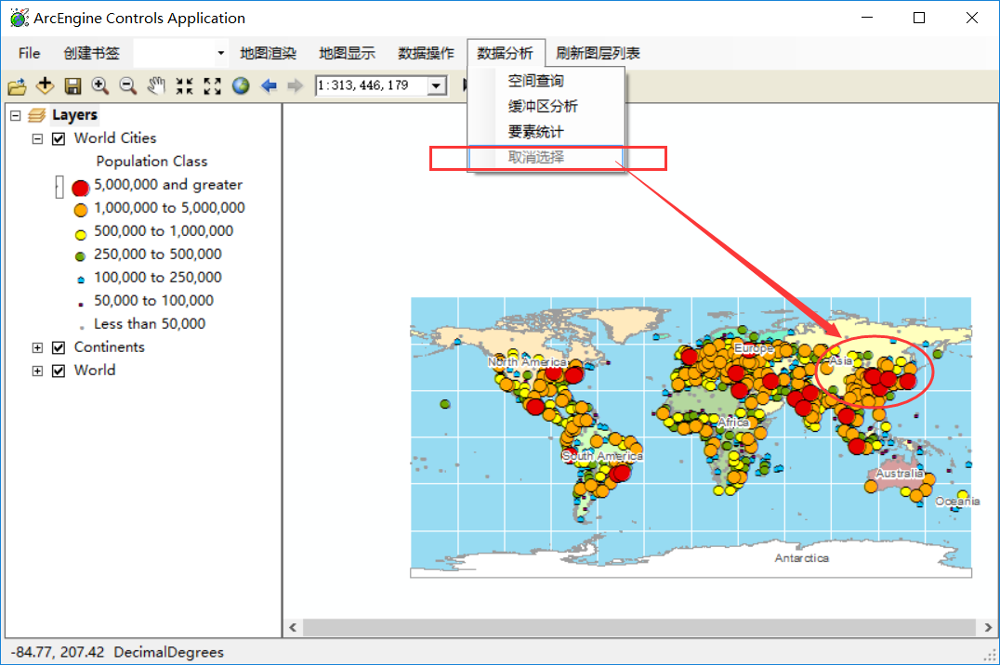 ArcEngine Controls Application
File 创建书签 地图渲染 地图显示 数据操作 数据分析 刷新图层列表
1:313,446,179
空间查询
缓冲区分析
要素统计
取消选择
Layers
World Cities
Population Class
5,000,000 and greater
1,000,000 to 5,000,000
500,000 to 1,000,000
250,000 to 500,000
100,000 to 250,000
50,000 to 100,000
Less than 50,000
Continents
World
North America
Europe
Asia
Africa
South America
Australia
Oceania
Antarctica
-84.77, 207.42 DecimalDegrees